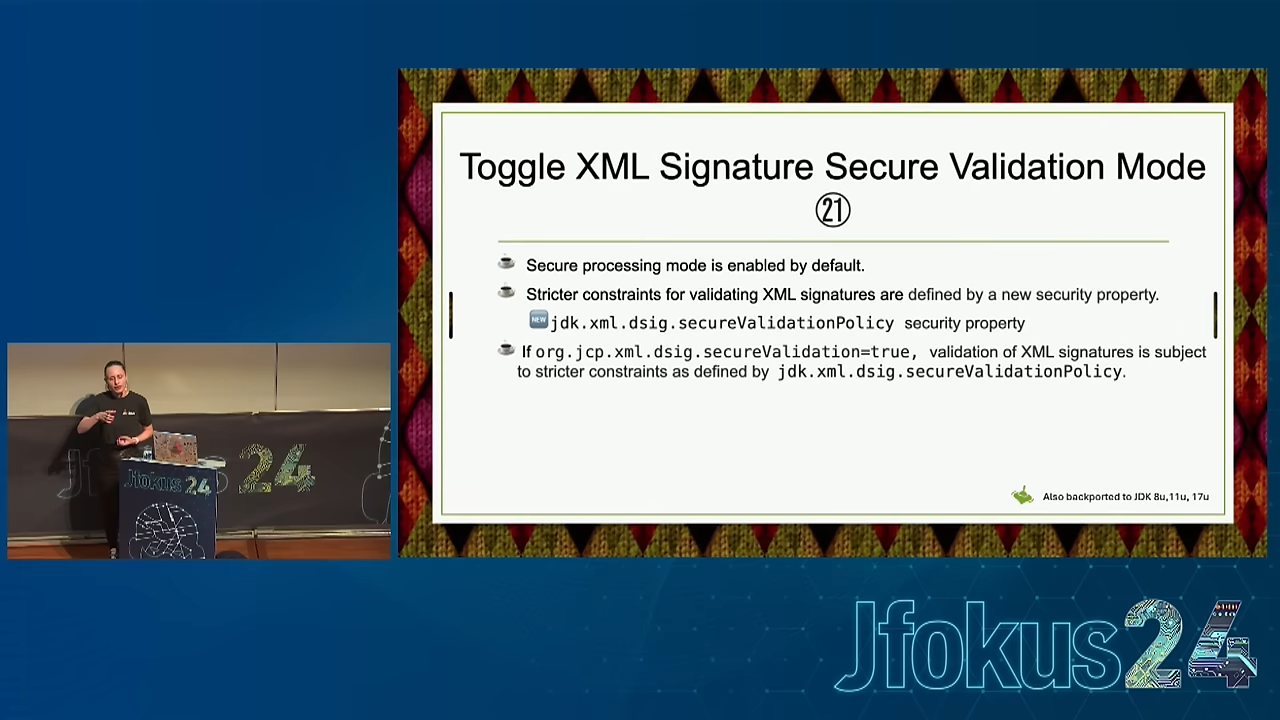 Toggle XML Signature Secure Validation Mode
㉑
Secure processing mode is enabled by default.
Stricter constraints for validating XML signatures are defined by a new security property.
NEW jdk.xml.dsig.secureValidationPolicy security property
If org.jcp.xml.dsig.secureValidation=true, validation of XML signatures is subject
to stricter constraints as defined by jdk.xml.dsig.secureValidationPolicy.
Also backported to JDK 8u,11u, 17u
24
Jfokus 24
Jfokus 24